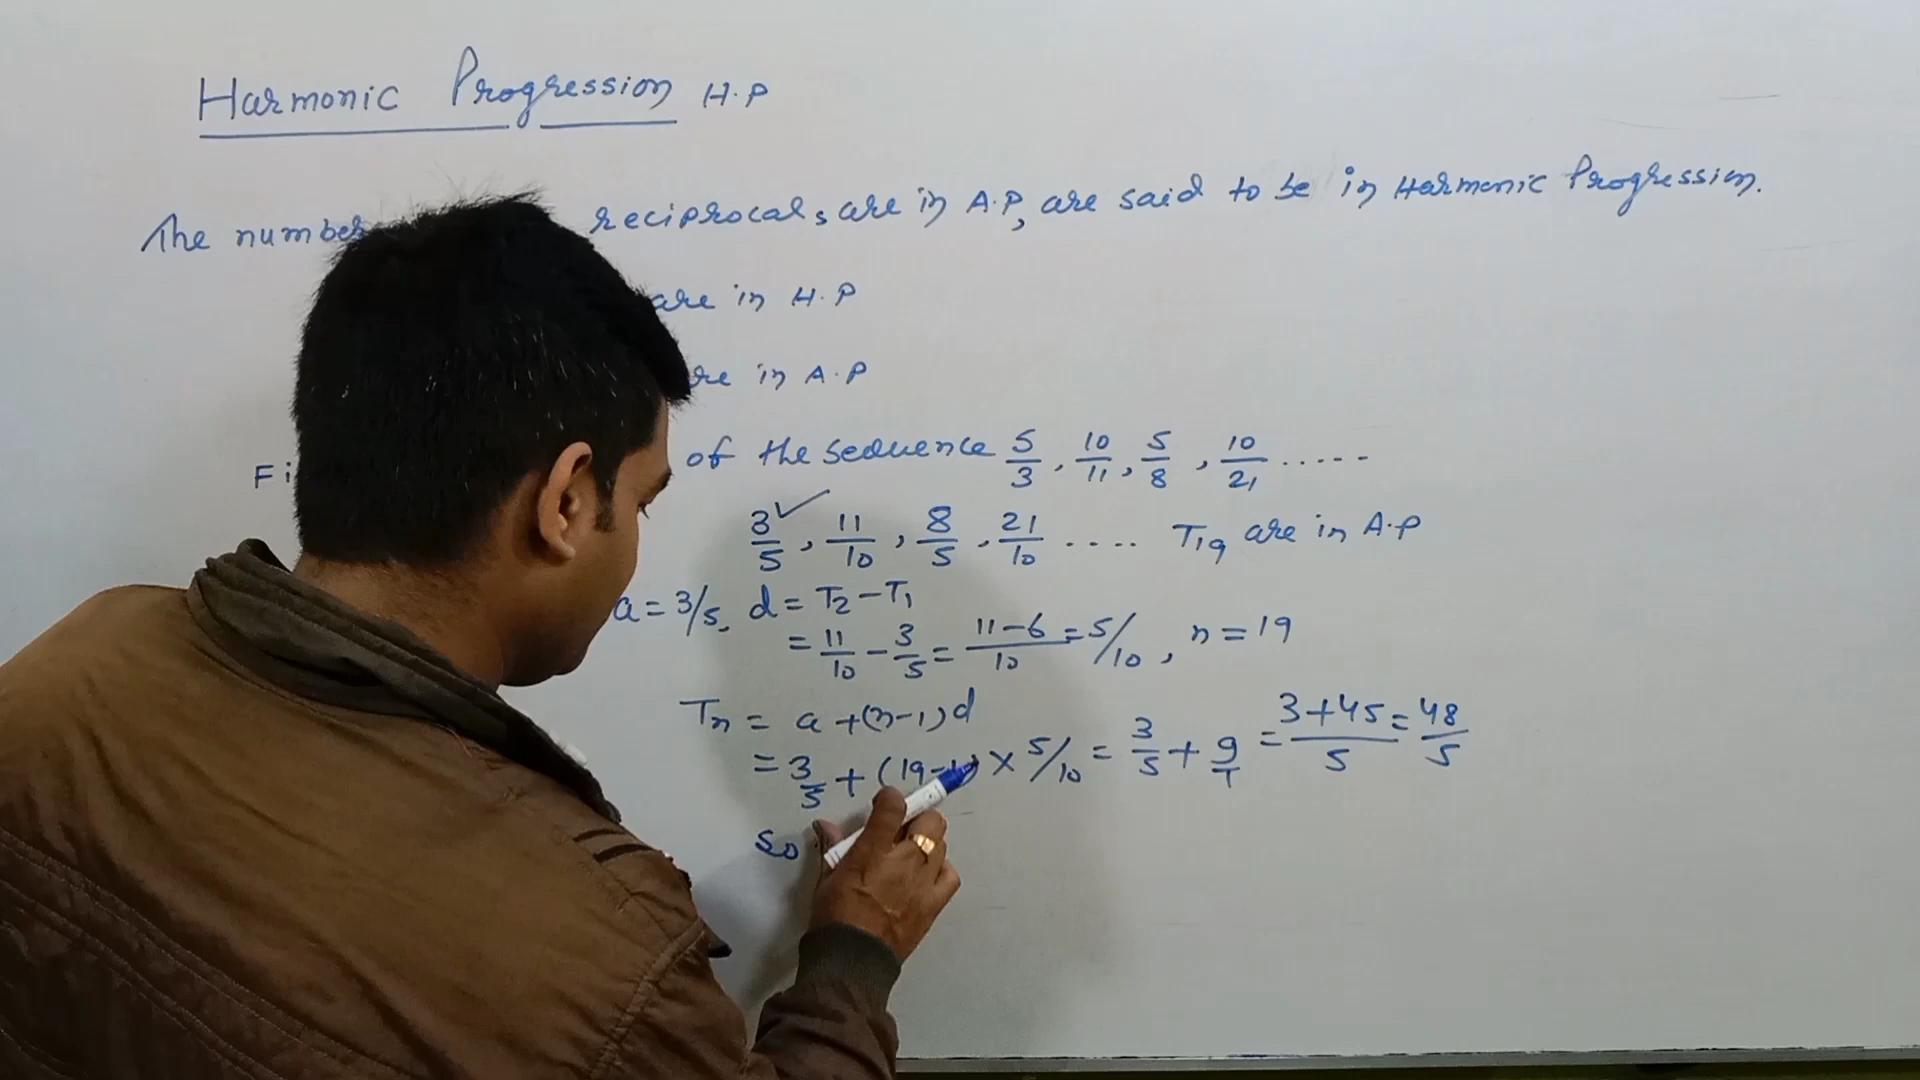 Harmonic Progression H.P
The number reciprocals are in A.P, are said to be in Harmonic Progression.
are in H.P
are in A.P
Fi of the sequence 5/3, 10/11, 5/8, 10/21 .....
3/5 ✓, 11/10, 8/5, 21/10 .... T19 are in A.P
a = 3/5, d = T2 - T1
= 11/10 - 3/5 = (11-6)/10 = 5/10, n = 19
Tn = a + (n-1)d
= 3/5 + (19-1) × 5/10 = 3/5 + 9/1 = (3+45)/5 = 48/5
So